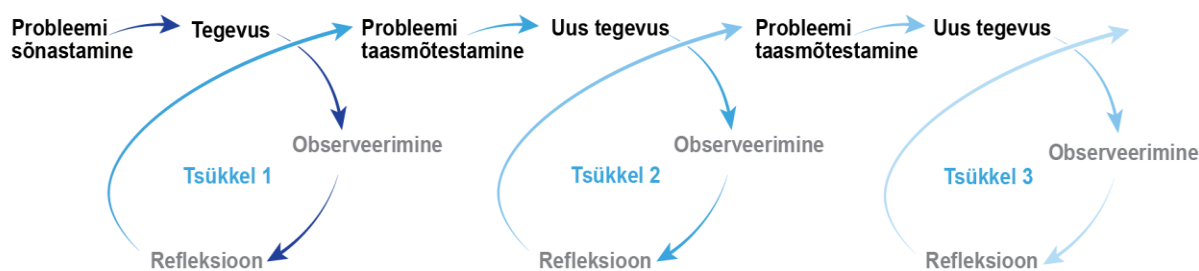 Probleemi
sõnastamine
Tegevus
Probleemi
taasmõtestamine
Uus tegevus
Probleemi
taasmõtestamine
Uus tegevus
Observeerimine
Observeerimine
Observeerimine
Tsükkel 1
Tsükkel 2
Tsükkel 3
Refleksioon
Refleksioon
Refleksioon